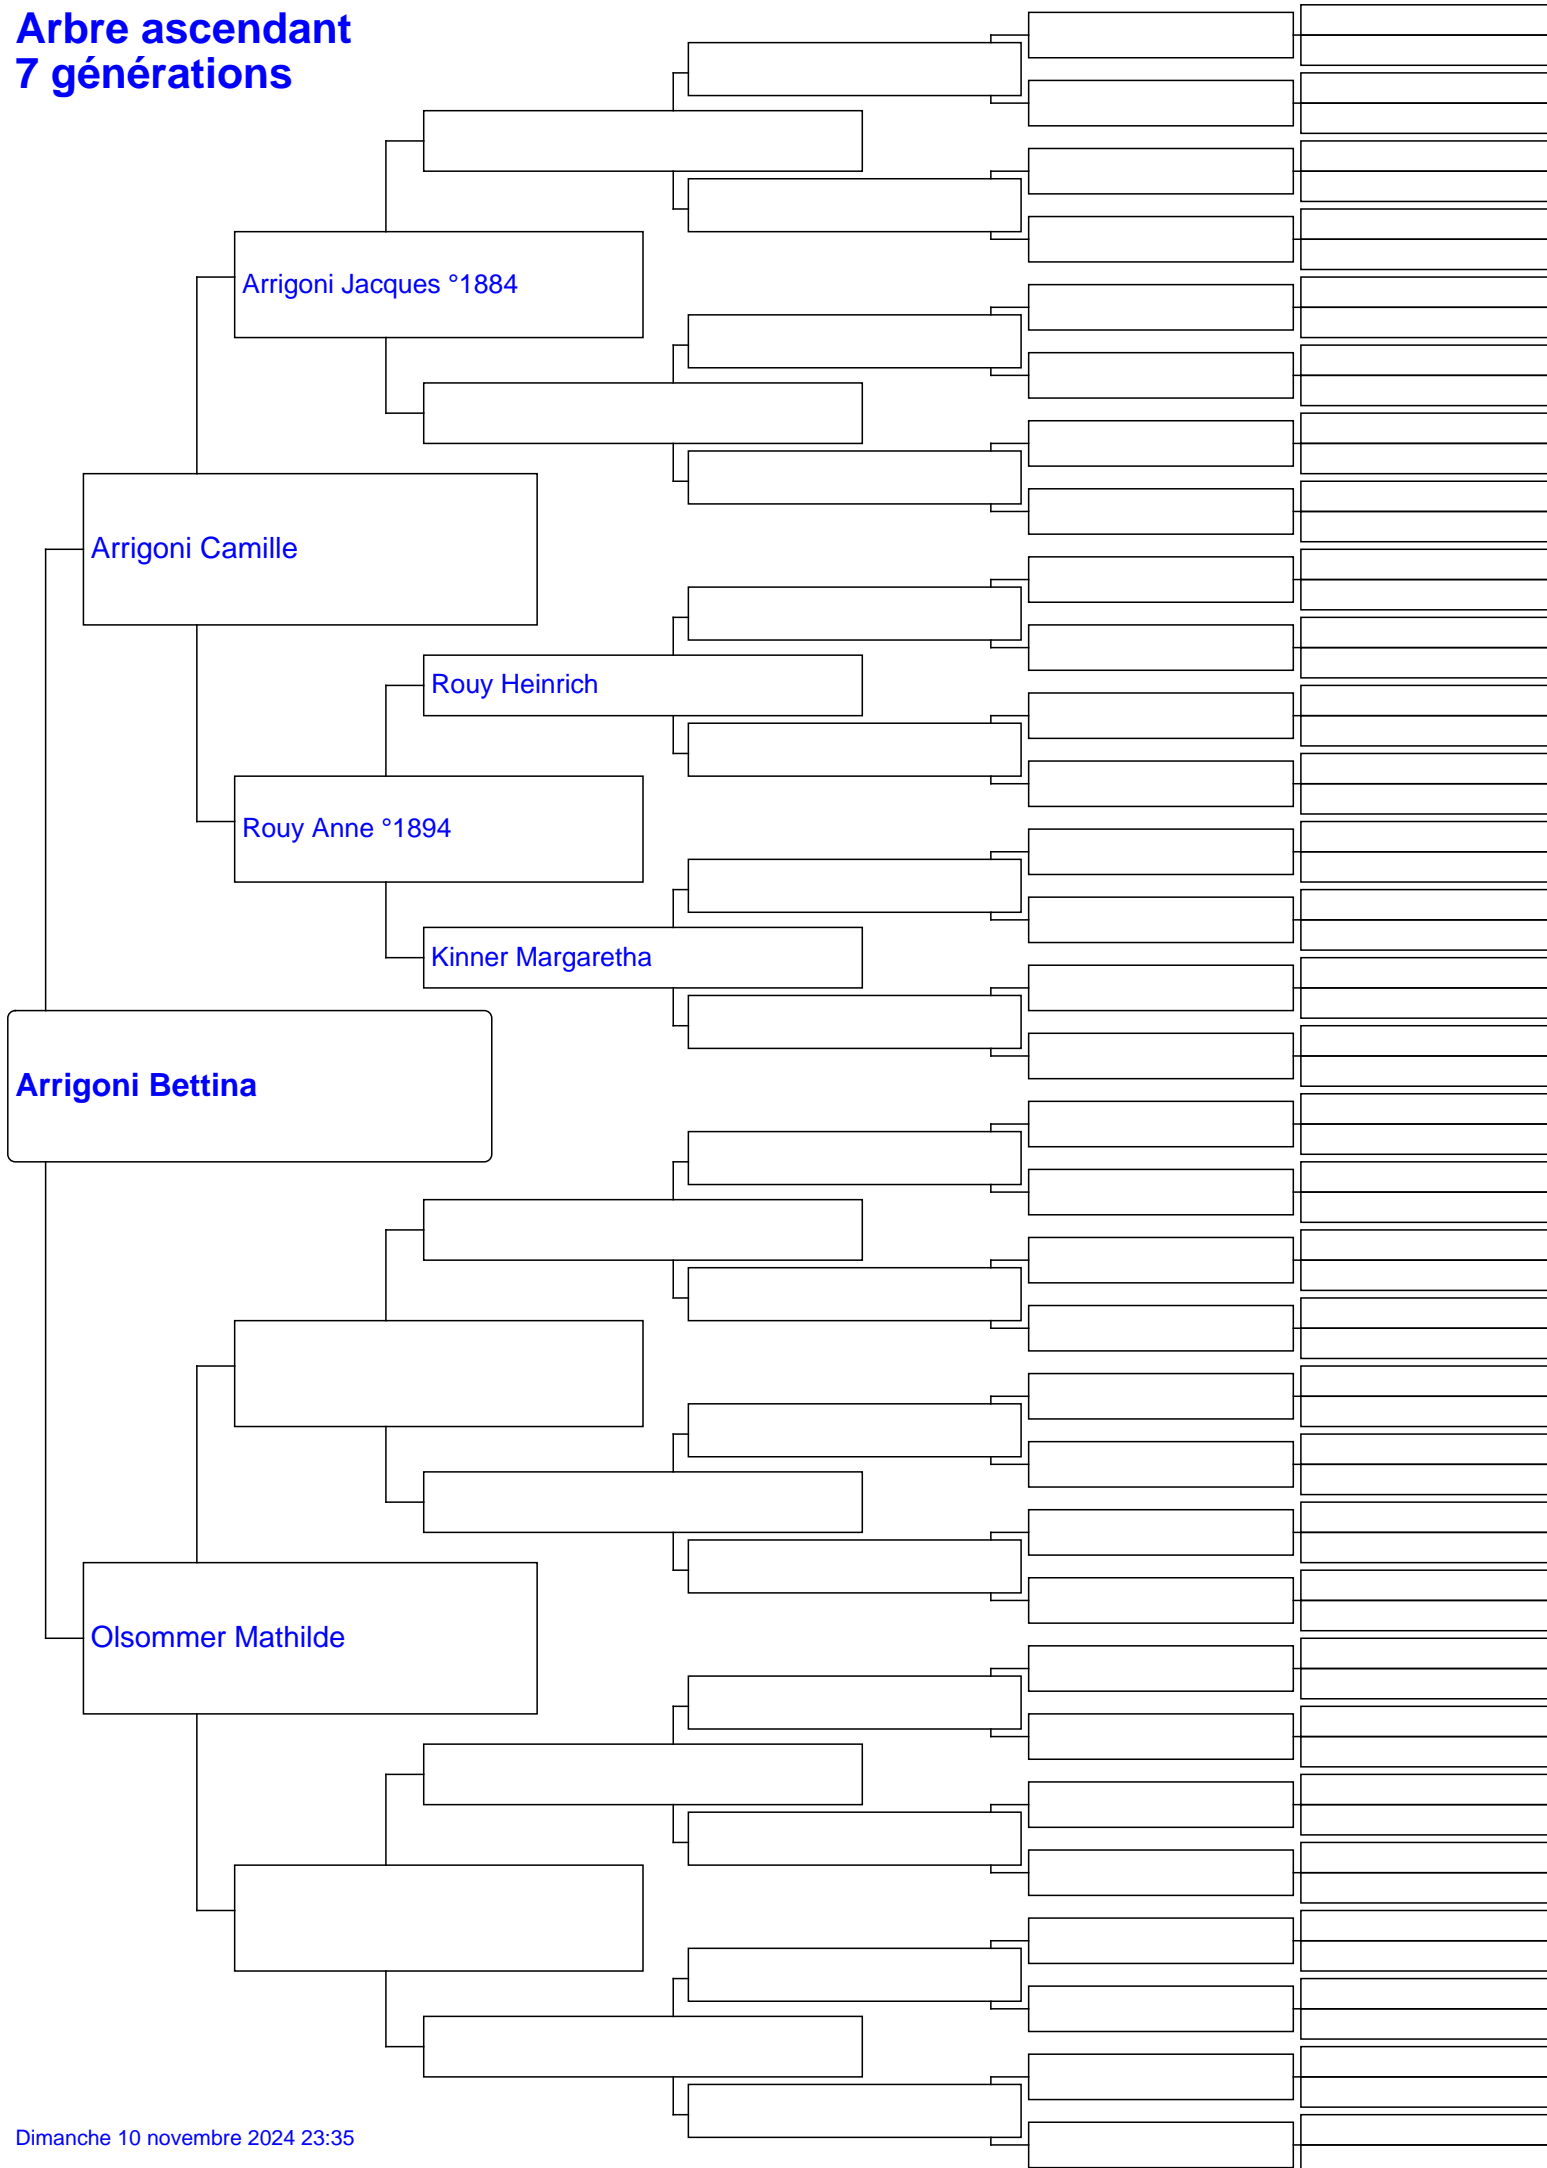 Arbre ascendant
7 générations
Arrigoni Jacques °1884
Arrigoni Camille
Rouy Heinrich
Rouy Anne °1894
Kinner Margaretha
Arrigoni Bettina
Olsommer Mathilde
Dimanche 10 novembre 2024 23:35